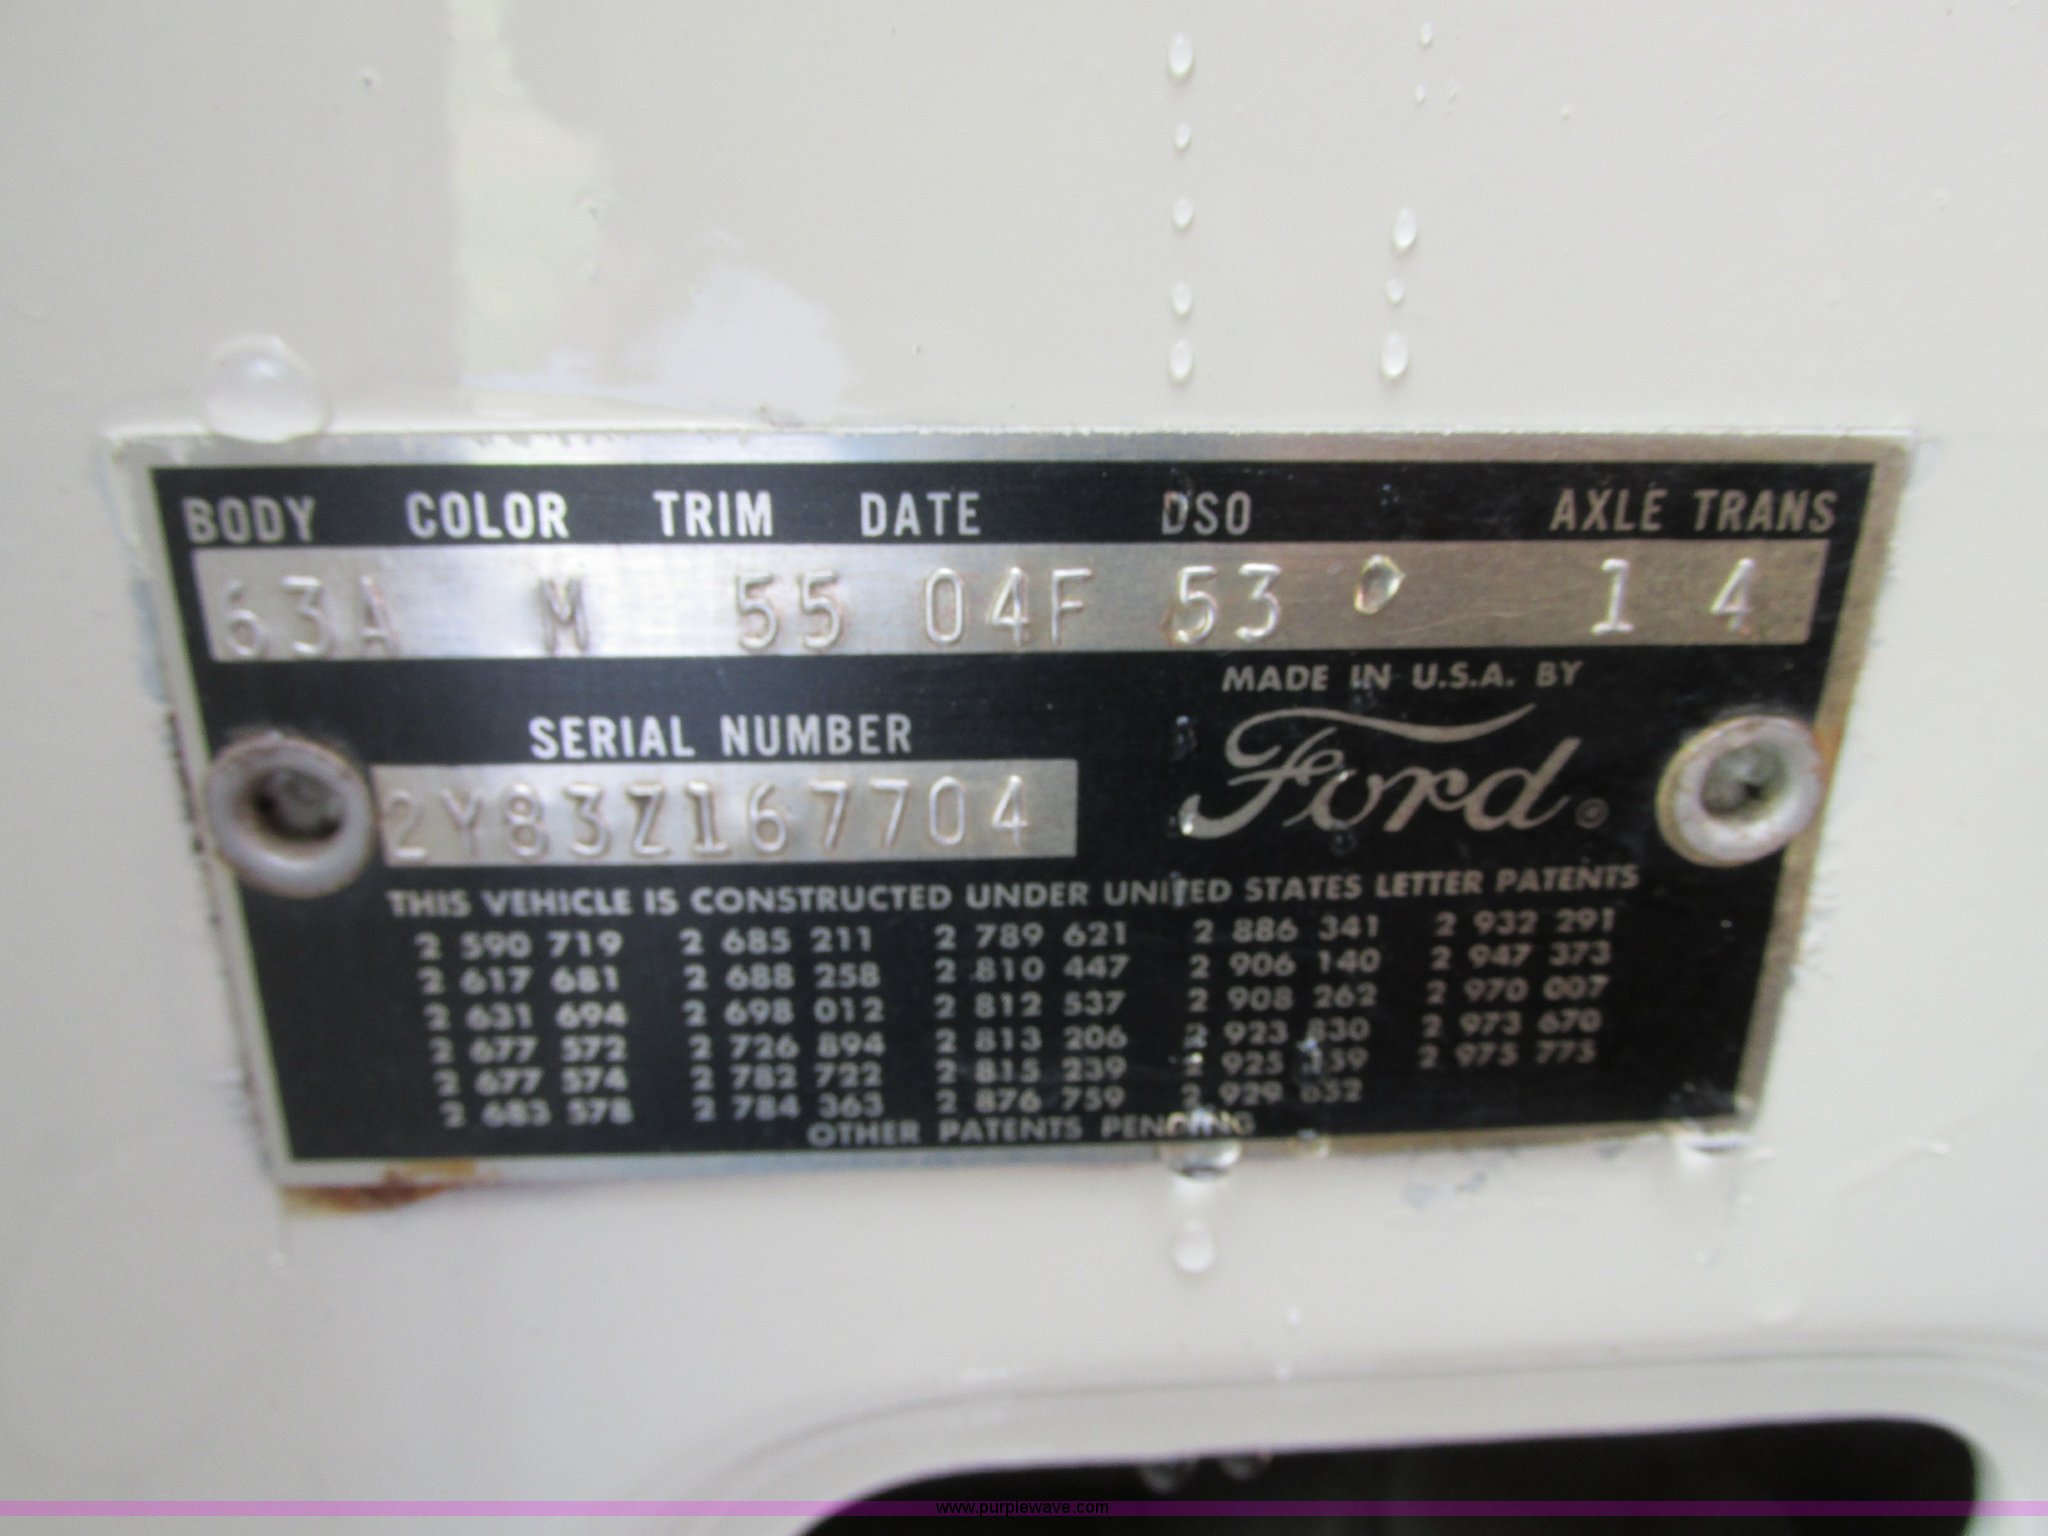 BODY COLOR TRIM DATE DSO AXLE TRANS
63A M 55 04F 53 1 4
MADE IN U.S.A. BY
Ford ®
SERIAL NUMBER
2Y83Z167704
THIS VEHICLE IS CONSTRUCTED UNDER UNITED STATES LETTER PATENTS
2 590 719 2 685 211 2 789 621 2 886 341 2 932 291
2 617 681 2 688 258 2 810 447 2 906 140 2 947 373
2 631 694 2 698 012 2 812 537 2 908 262 2 970 007
2 677 572 2 726 894 2 813 206 2 923 830 2 973 670
2 677 574 2 782 722 2 815 239 2 925 2 975 775
2 683 578 2 784 363 2 876 759 2 929 652
OTHER PATENTS PENDING
www.purplewave.com